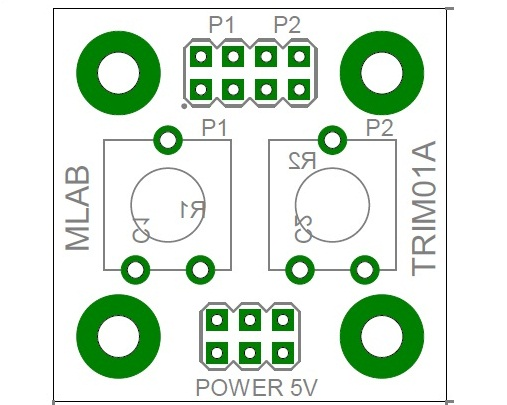 P1 P2
P1
P2
R2
R1
C1
C2
MLAB
TRIM01A
POWER 5V